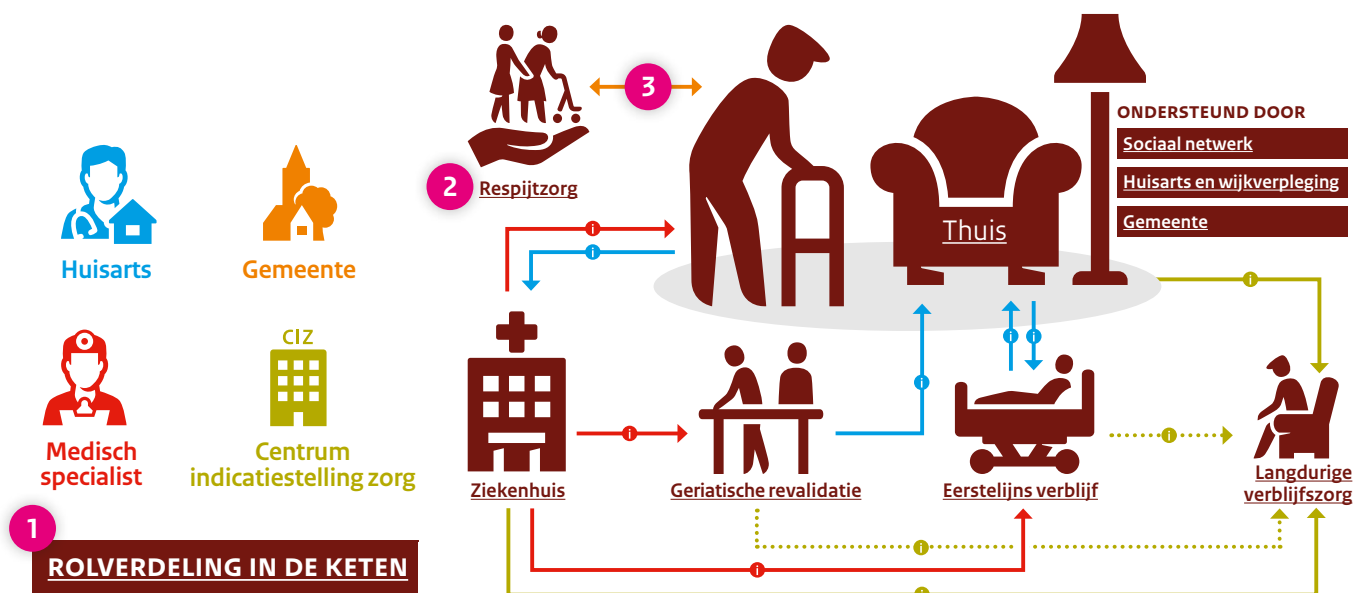 3
ONDERSTEUND DOOR
Sociaal netwerk
2
Respijtzorg
Huisarts en wijkverpleging
Gemeente
Thuis
i
i
Huisarts
Gemeente
i
CIZ
i
i
i
i
i
Medisch
specialist
Centrum
indicatiestelling zorg
Ziekenhuis
Geriatische revalidatie
Eerstelijns verblijf
Langdurige
verblijfszorg
1
ROLVERDELING IN DE KETEN
i
i
i